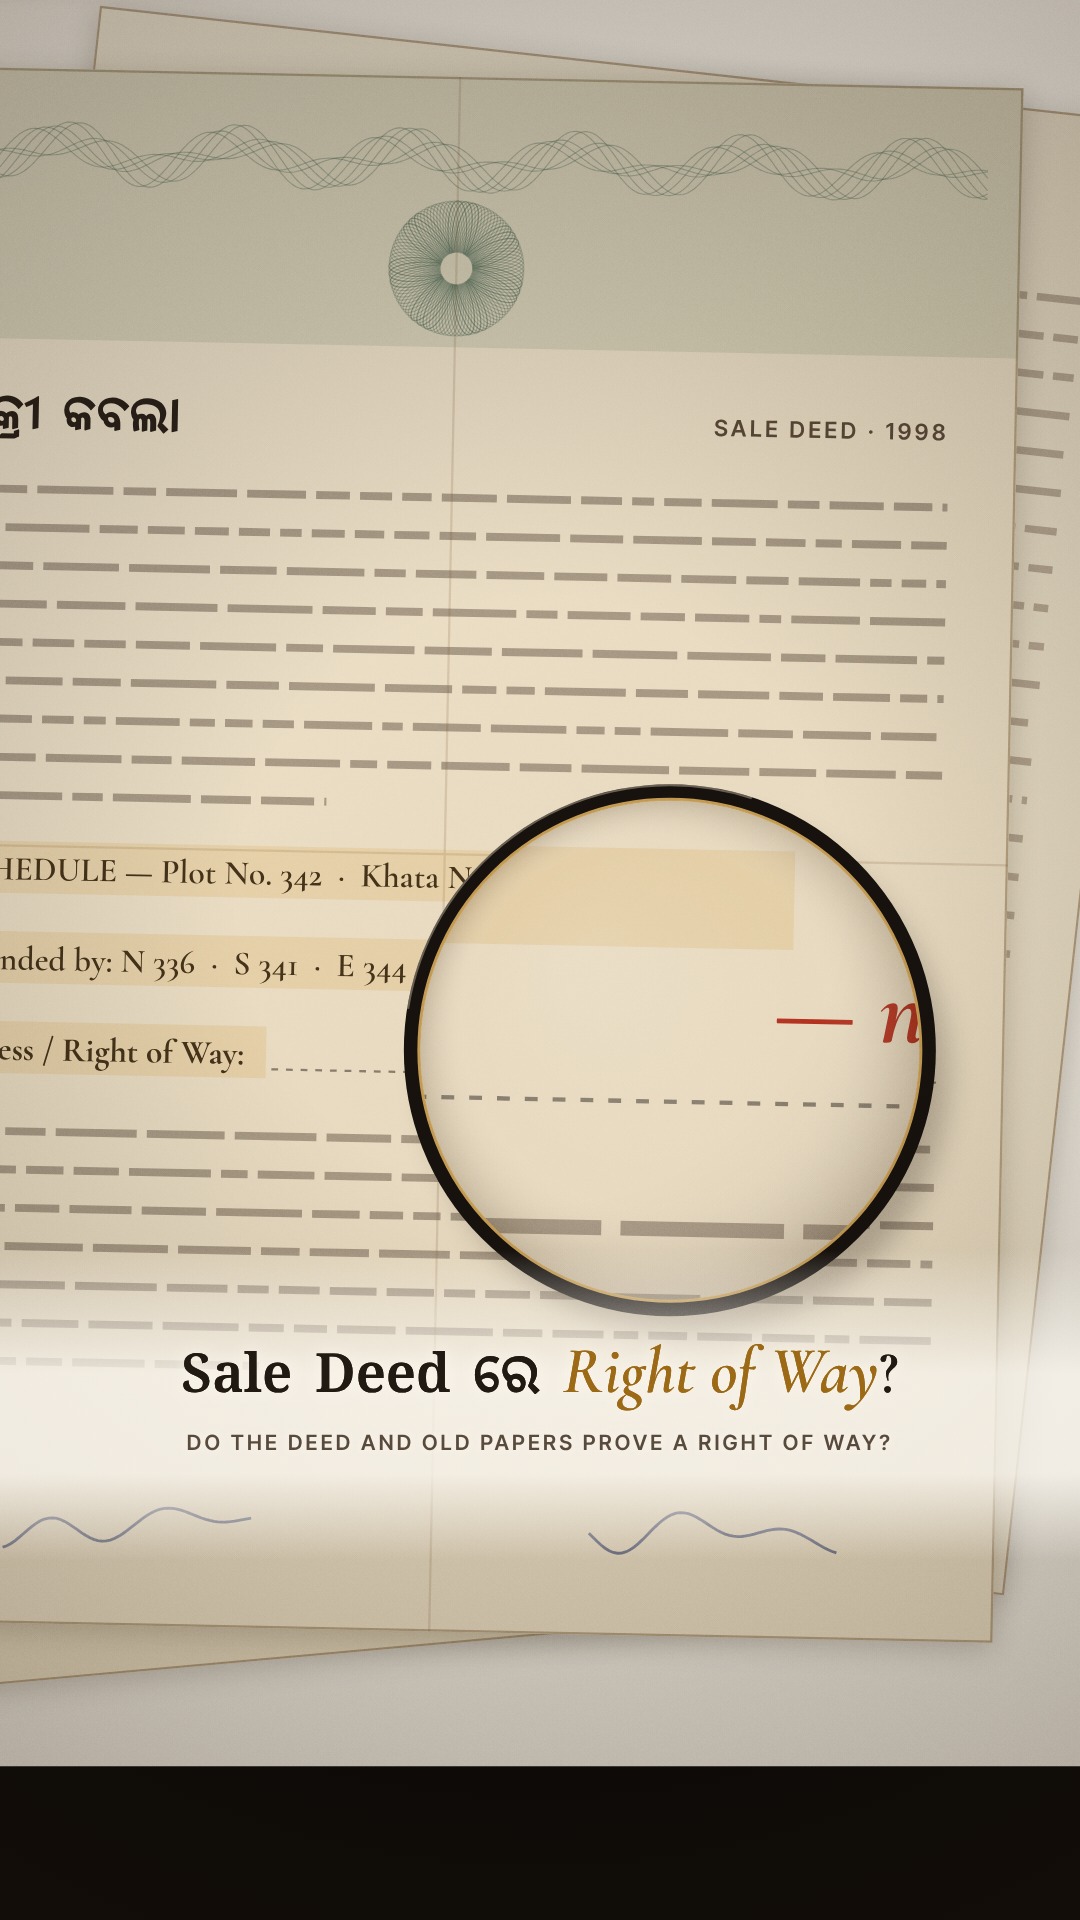 କ୍ରୀ କବଲା
SALE DEED · 1998
HEDULE — Plot No. 342 · Khata N
nded by: N 336 · S 341 · E 344
ess / Right of Way:
— n
Sale Deed ରେ Right of Way?
DO THE DEED AND OLD PAPERS PROVE A RIGHT OF WAY?